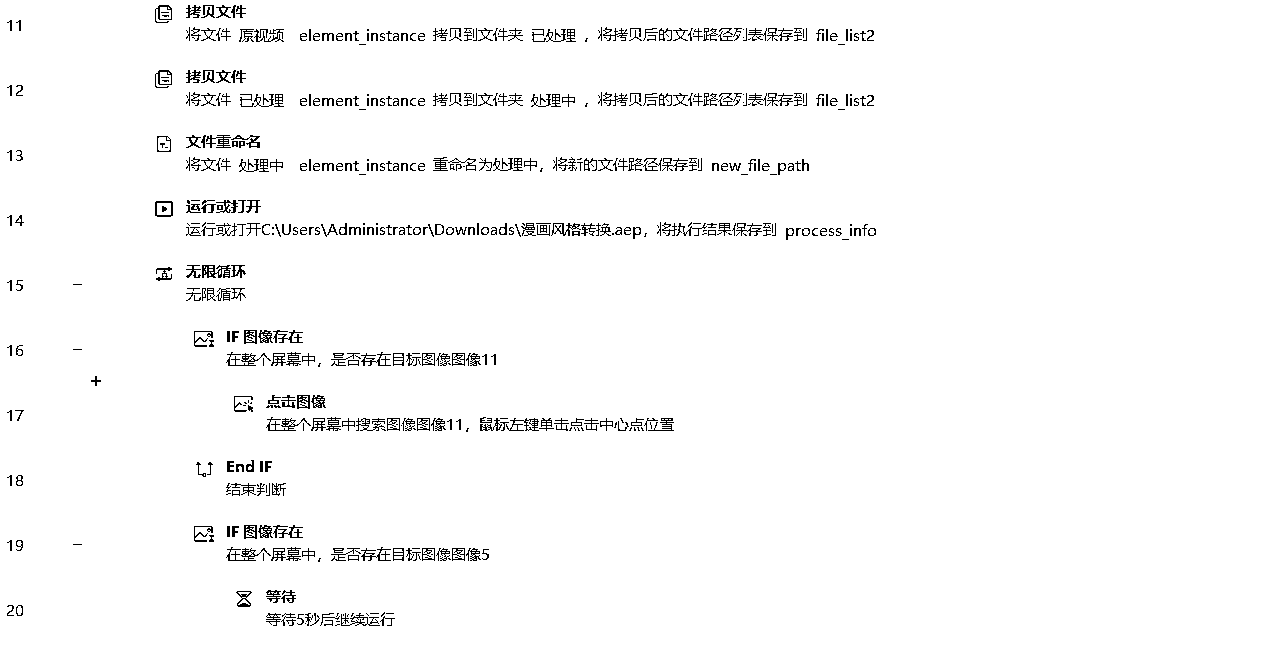 11
拷贝文件
将文件 原视频 element_instance 拷贝到文件夹 已处理 ，将拷贝后的文件路径列表保存到 file_list2
12
拷贝文件
将文件 已处理 element_instance 拷贝到文件夹 处理中 ，将拷贝后的文件路径列表保存到 file_list2
13
文件重命名
将文件 处理中 element_instance 重命名为处理中，将新的文件路径保存到 new_file_path
14
运行或打开
运行或打开C:\Users\Administrator\Downloads\漫画风格转换.aep，将执行结果保存到 process_info
15
无限循环
无限循环
16
IF 图像存在
在整个屏幕中，是否存在目标图像图像11
17
点击图像
在整个屏幕中搜索图像图像11，鼠标左键单击点击中心点位置
18
End IF
结束判断
19
IF 图像存在
在整个屏幕中，是否存在目标图像图像5
20
等待
等待5秒后继续运行